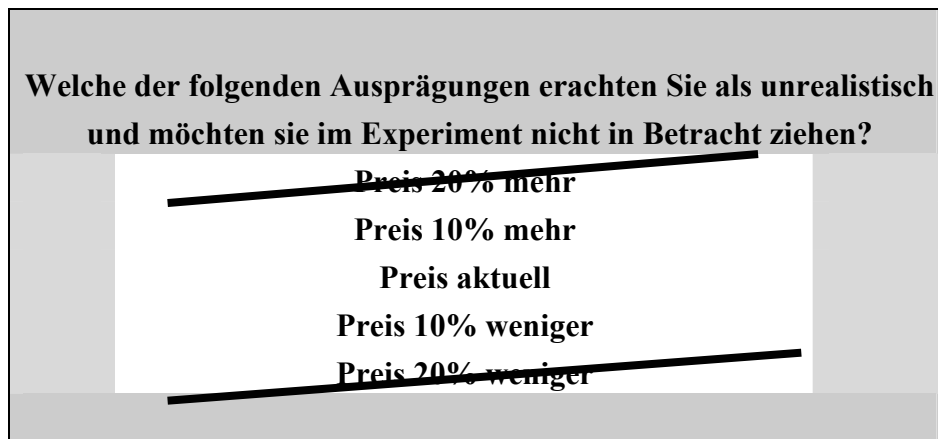 Welche der folgenden Ausprägungen erachten Sie als unrealistisch
und möchten sie im Experiment nicht in Betracht ziehen?
Preis 20% mehr
Preis 10% mehr
Preis aktuell
Preis 10% weniger
Preis 20% weniger